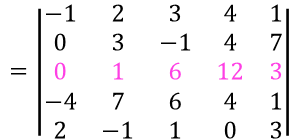 = | -1 2 3 4 1 |
| 0 3 -1 4 7 |
| 0 1 6 12 3 |
| -4 7 6 4 1 |
| 2 -1 1 0 3 |